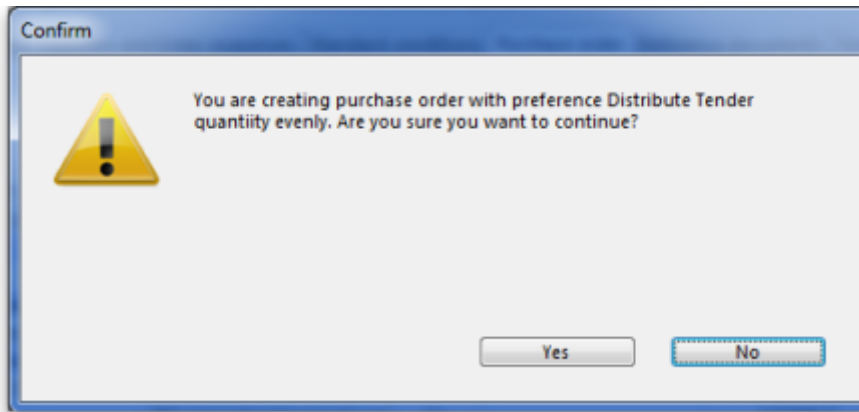 Confirm
You are creating purchase order with preference Distribute Tender
quantiity evenly. Are you sure you want to continue?
Yes
No